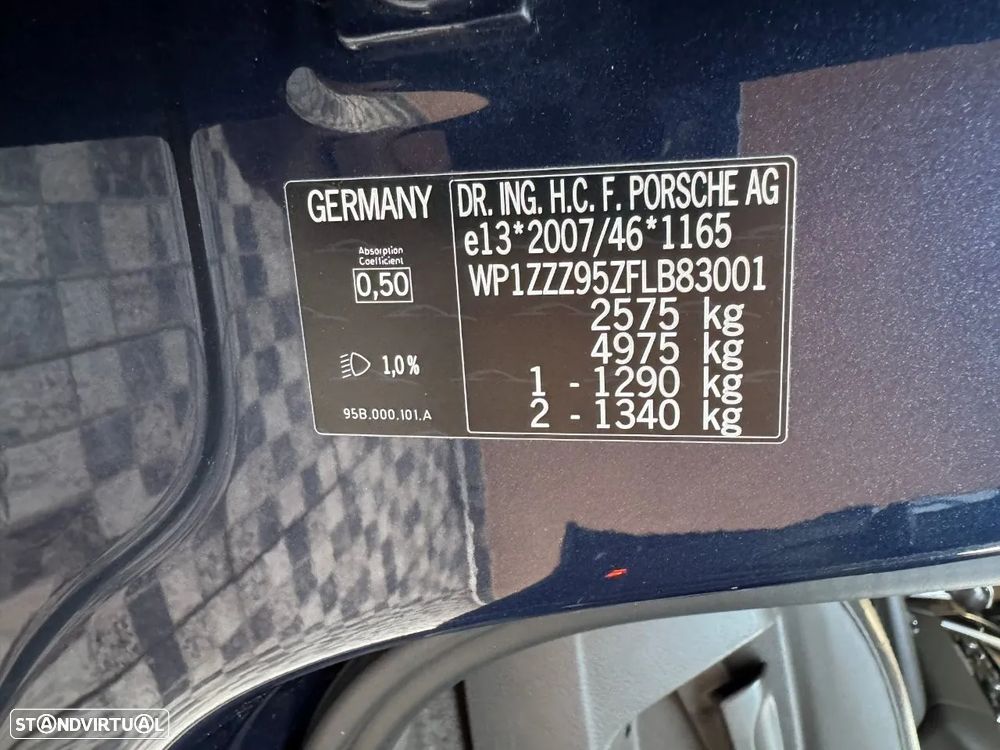 GERMANY
Absorption
Coefficient
0,50
1,0%
95B.000.101.A
DR. ING. H.C. F. PORSCHE AG
e13*2007/46*1165
WP1ZZZ95ZFLB83001
2575 kg
4975 kg
1 - 1290 kg
2 - 1340 kg
STANDVIRTUAL